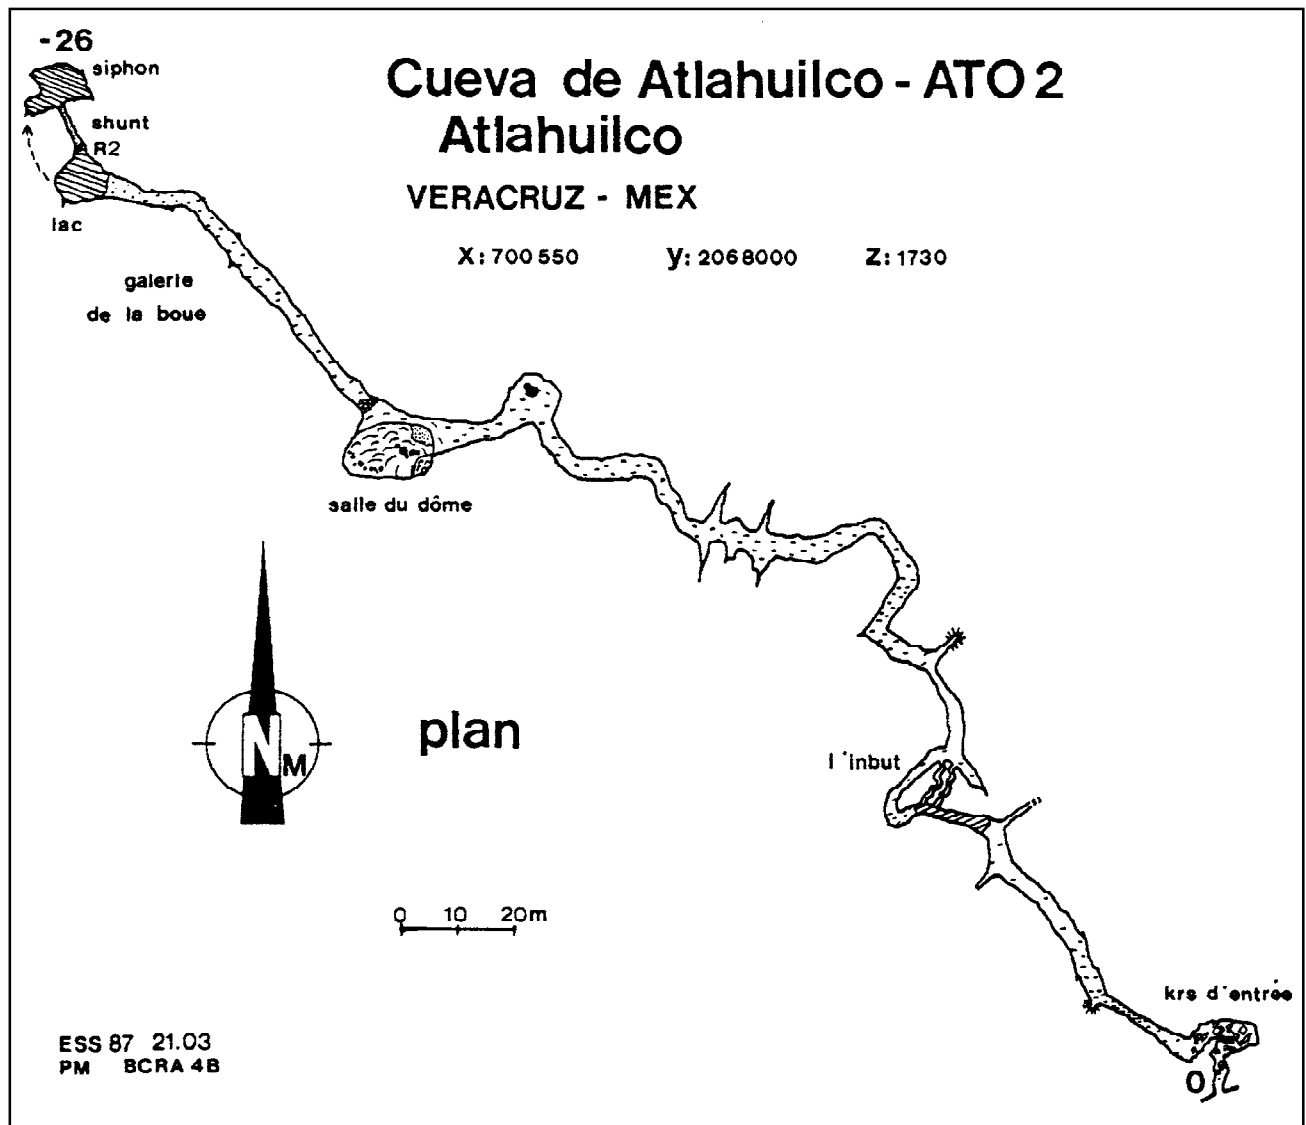 -26
siphon
Cueva de Atlahuilco - ATO 2
Atlahuilco
shunt
R2
VERACRUZ - MEX
lac
X: 700 550 y: 2068000 Z: 1730
galerie
de la boue
salle du dôme
N
M
plan
l'inbut
0 10 20m
krs d'entrée
ESS 87 21.03
PM BCRA 4B
0